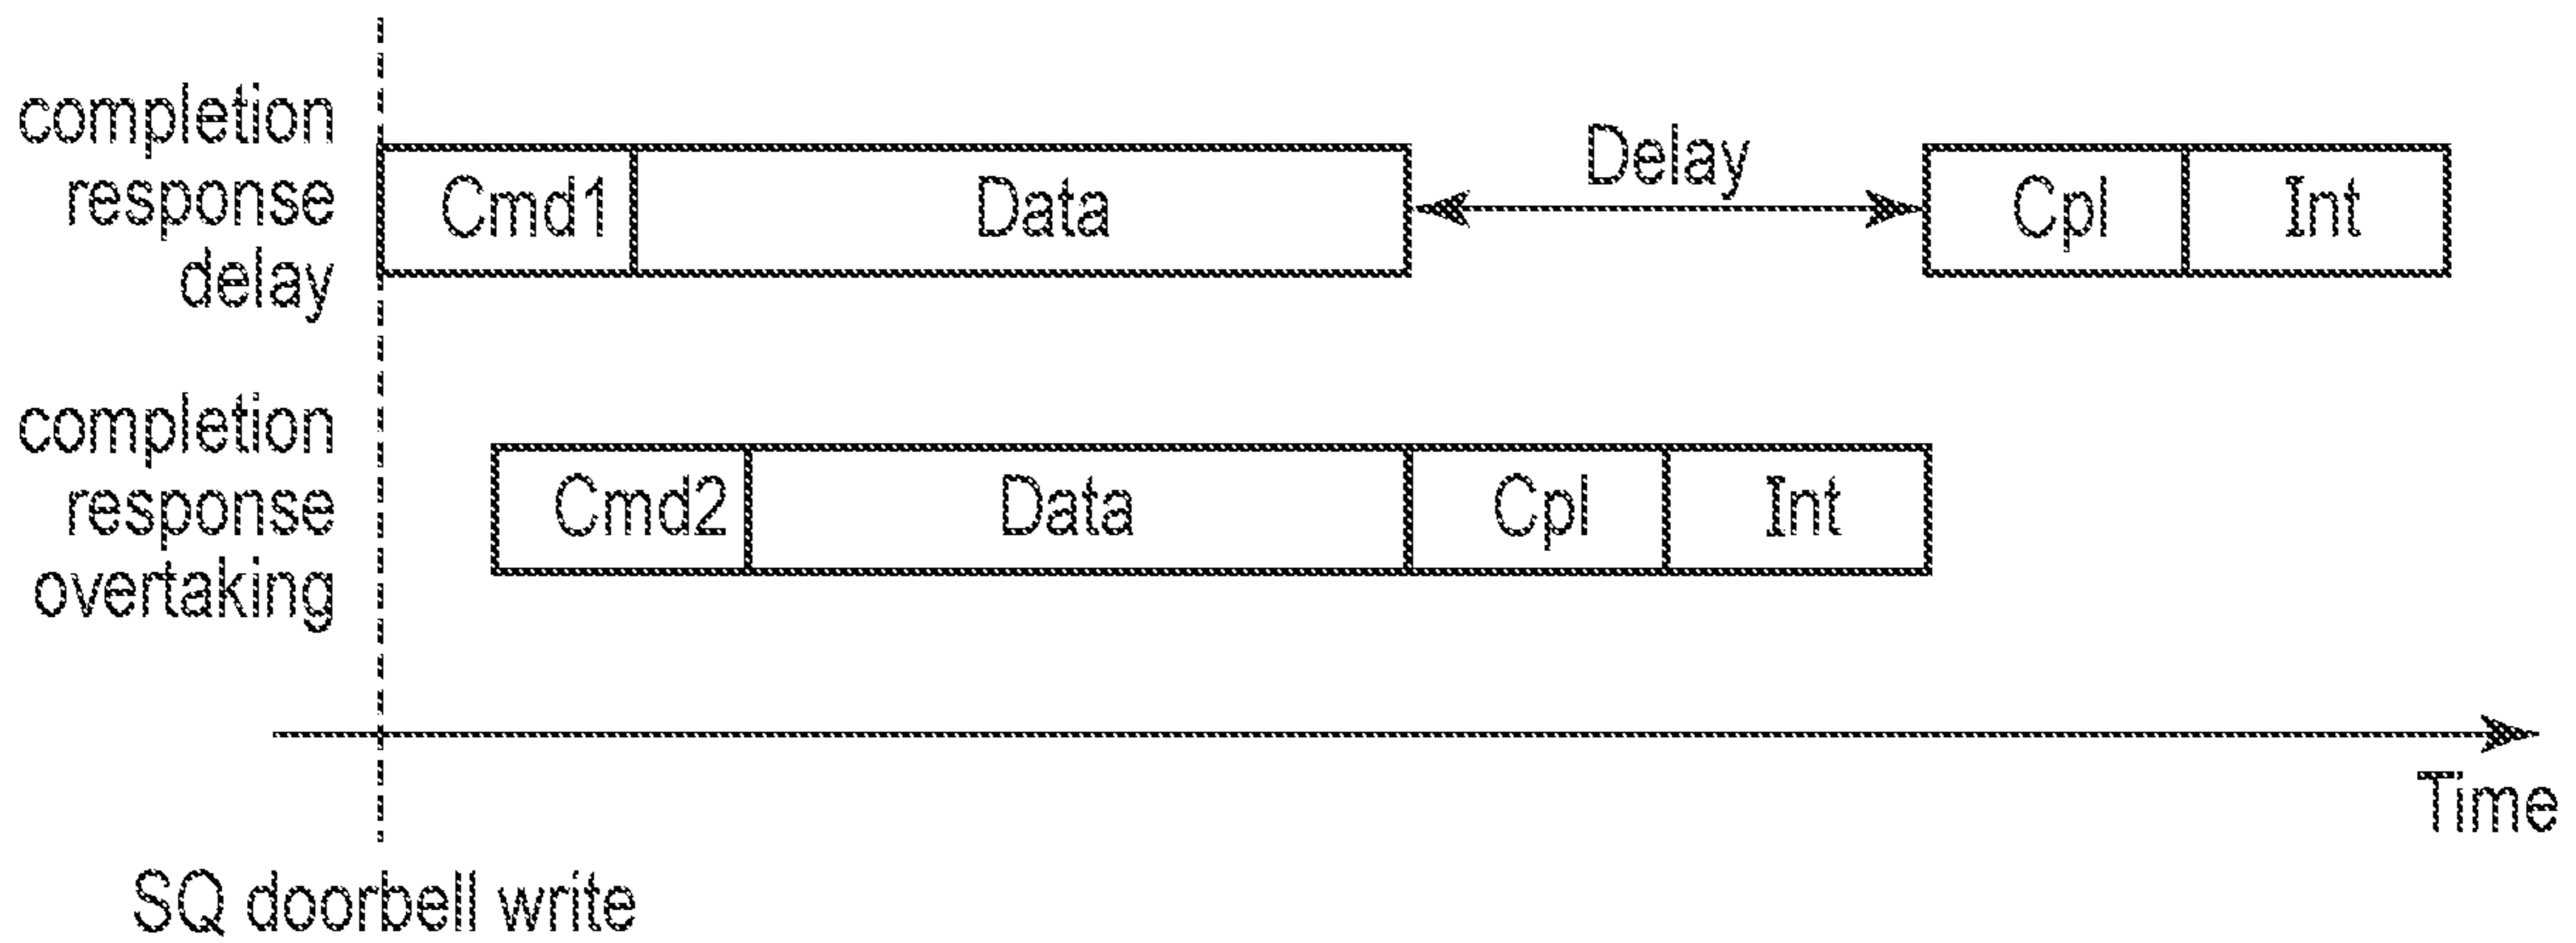 completion
response
delay
Cmd1 Data Delay Cpl Int
completion
response
overtaking
Cmd2 Data Cpl Int
Time
SQ doorbell write